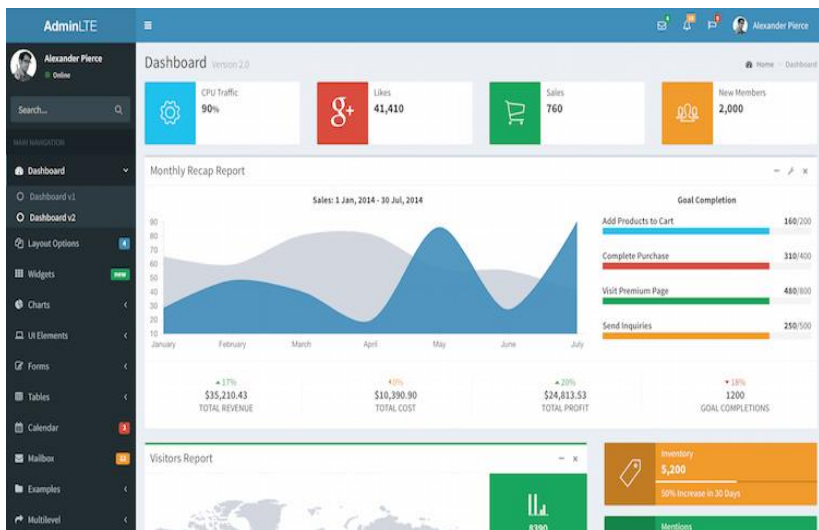 AdminLTE
Alexander Pierce
Alexander Pierce
Online
Search...
MAIN NAVIGATION
Dashboard
Dashboard v1
Dashboard v2
Layout Options 4
Widgets new
Charts
UI Elements
Forms
Tables
Calendar 3
Mailbox 12
Examples
Multilevel
Dashboard Version 2.0
Home Dashboard
CPU Traffic
90%
g+
Likes
41,410
Sales
760
New Members
2,000
Monthly Recap Report
Sales: 1 Jan, 2014 - 30 Jul, 2014
90
80
70
60
50
40
30
20
10
January February March April May June July
Goal Completion
Add Products to Cart 160/200
Complete Purchase 310/400
Visit Premium Page 480/800
Send Inquiries 250/500
17%
$35,210.43
TOTAL REVENUE
0%
$10,390.90
TOTAL COST
20%
$24,813.53
TOTAL PROFIT
18%
1200
GOAL COMPLETIONS
Visitors Report
8390
Inventory
5,200
50% Increase in 30 Days
Mentions